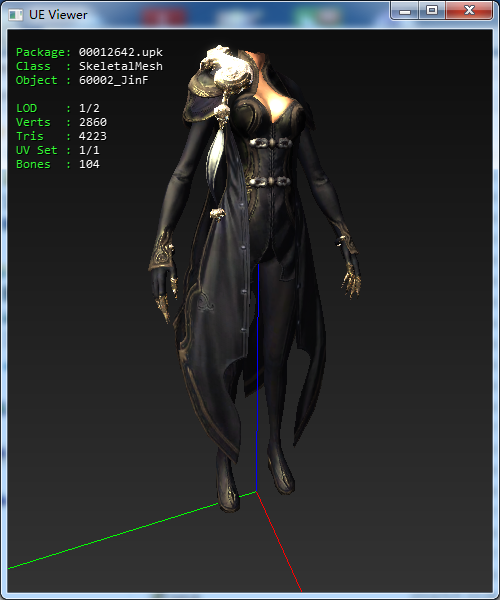 UE Viewer
Package: 00012642.upk
Class : SkeletalMesh
Object : 60002_JinF
LOD : 1/2
Verts : 2860
Tris : 4223
UV Set : 1/1
Bones : 104